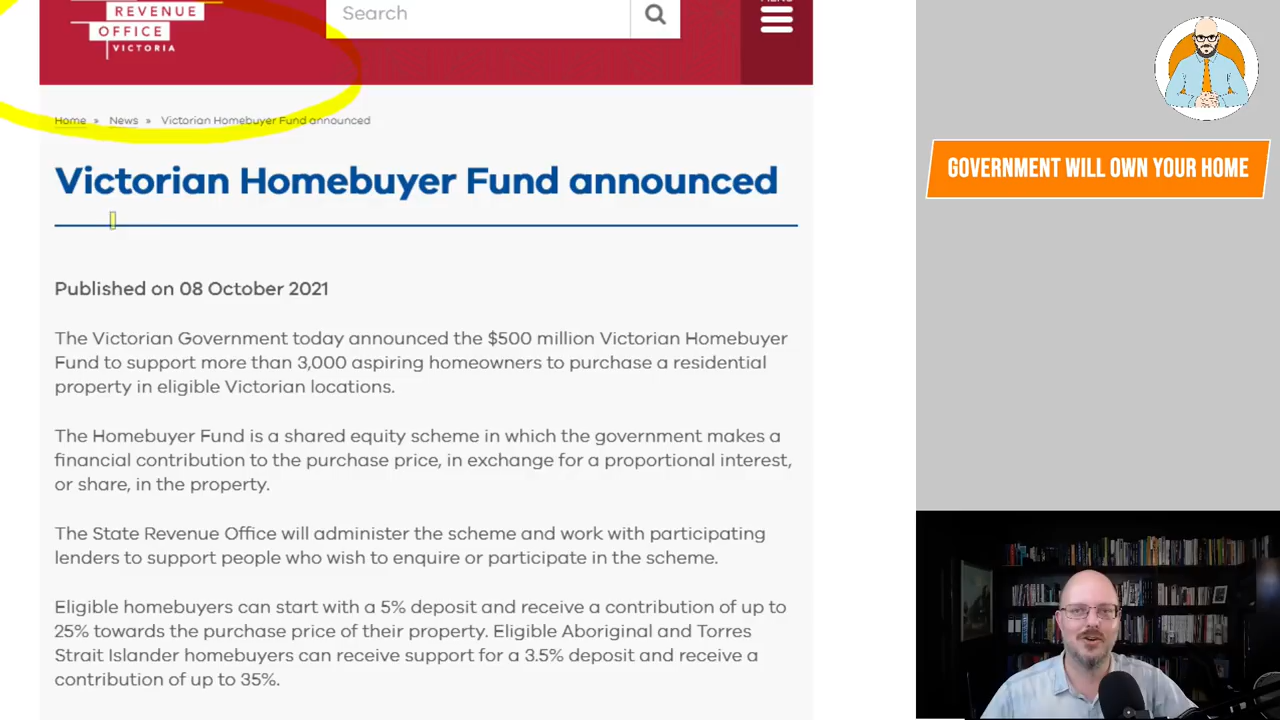 REVENUE
OFFICE
VICTORIA
Search
Home » News » Victorian Homebuyer Fund announced
Victorian Homebuyer Fund announced
Published on 08 October 2021
The Victorian Government today announced the $500 million Victorian Homebuyer
Fund to support more than 3,000 aspiring homeowners to purchase a residential
property in eligible Victorian locations.
The Homebuyer Fund is a shared equity scheme in which the government makes a
financial contribution to the purchase price, in exchange for a proportional interest,
or share, in the property.
The State Revenue Office will administer the scheme and work with participating
lenders to support people who wish to enquire or participate in the scheme.
Eligible homebuyers can start with a 5% deposit and receive a contribution of up to
25% towards the purchase price of their property. Eligible Aboriginal and Torres
Strait Islander homebuyers can receive support for a 3.5% deposit and receive a
contribution of up to 35%.
GOVERNMENT WILL OWN YOUR HOME